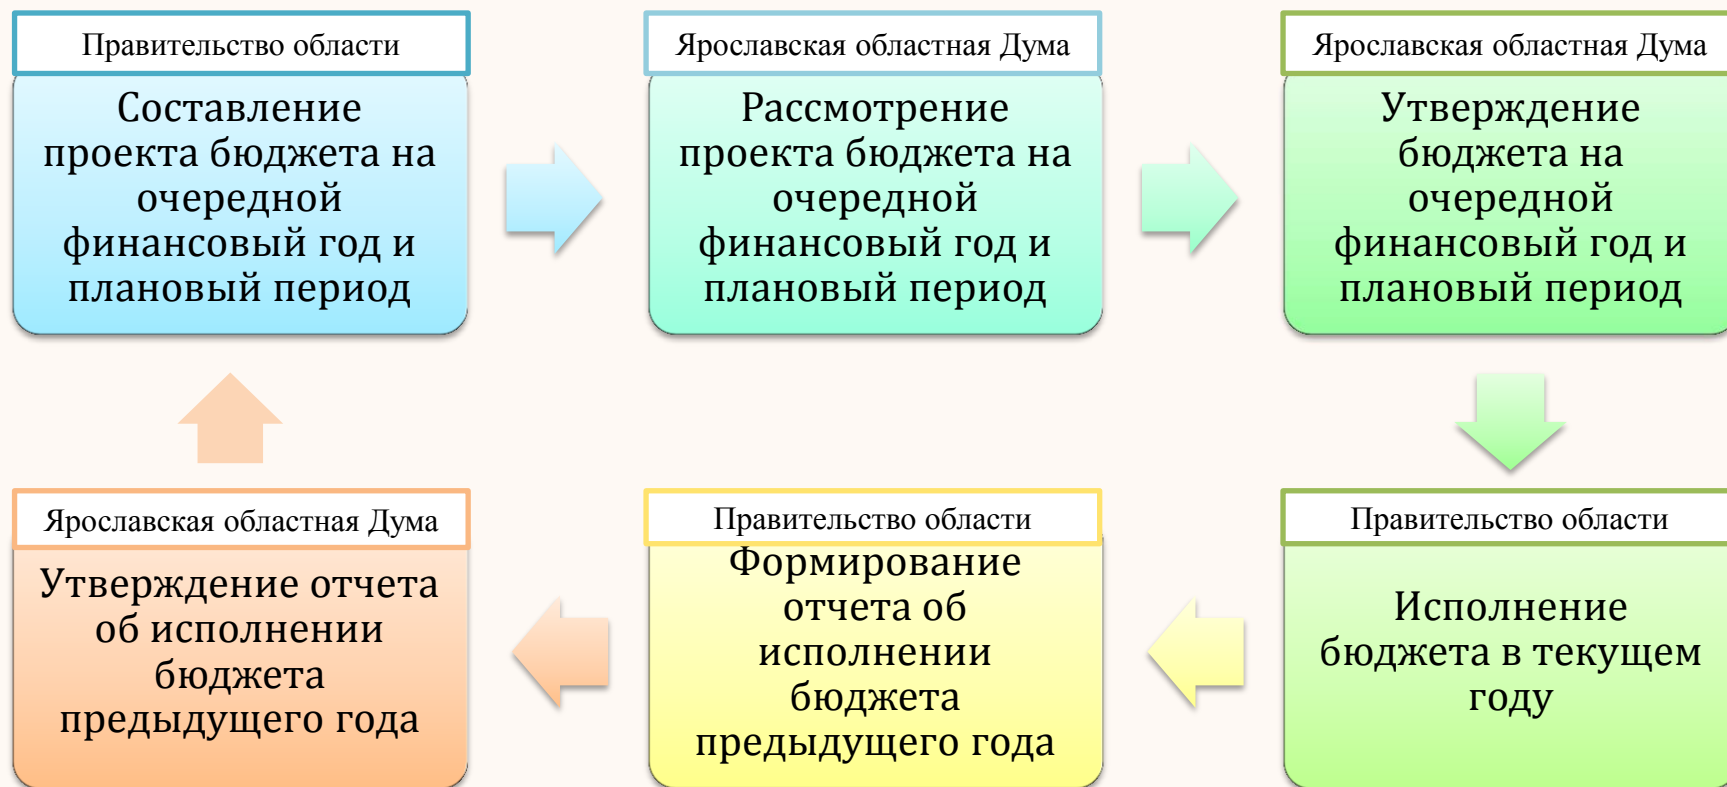 Правительство области
Составление
проекта бюджета на
очередной
финансовый год и
плановый период
Ярославская областная Дума
Рассмотрение
проекта бюджета на
очередной
финансовый год и
плановый период
Ярославская областная Дума
Утверждение
бюджета на
очередной
финансовый год и
плановый период
Правительство области
Исполнение
бюджета в текущем
году
Правительство области
Формирование
отчета об
исполнении
бюджета
предыдущего года
Ярославская областная Дума
Утверждение отчета
об исполнении
бюджета
предыдущего года